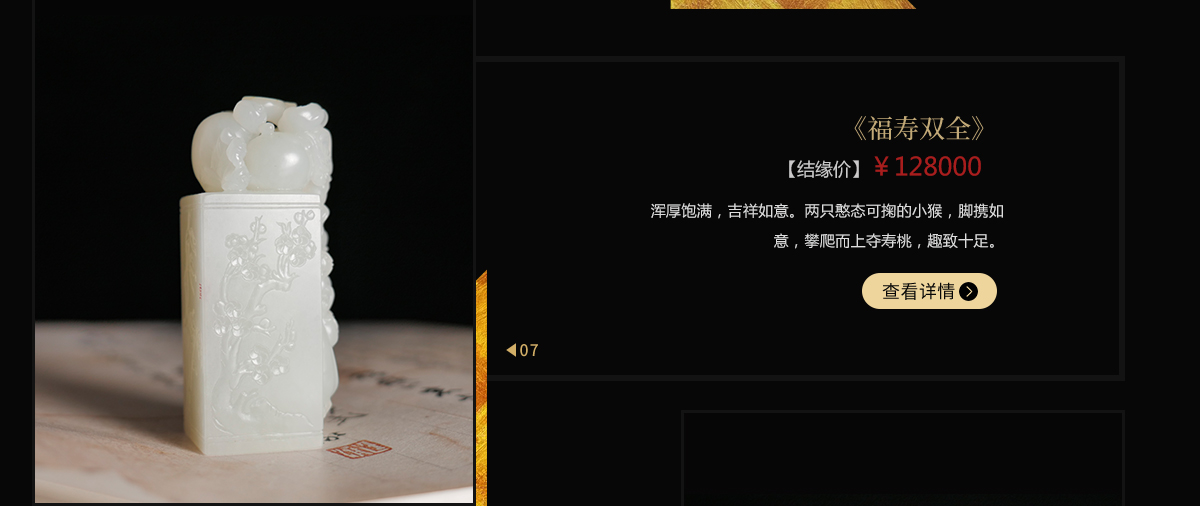 《福寿双全》
【结缘价】￥128000
浑厚饱满，吉祥如意。两只憨态可掬的小猴，脚携如
意，攀爬而上夺寿桃，趣致十足。
查看详情
07